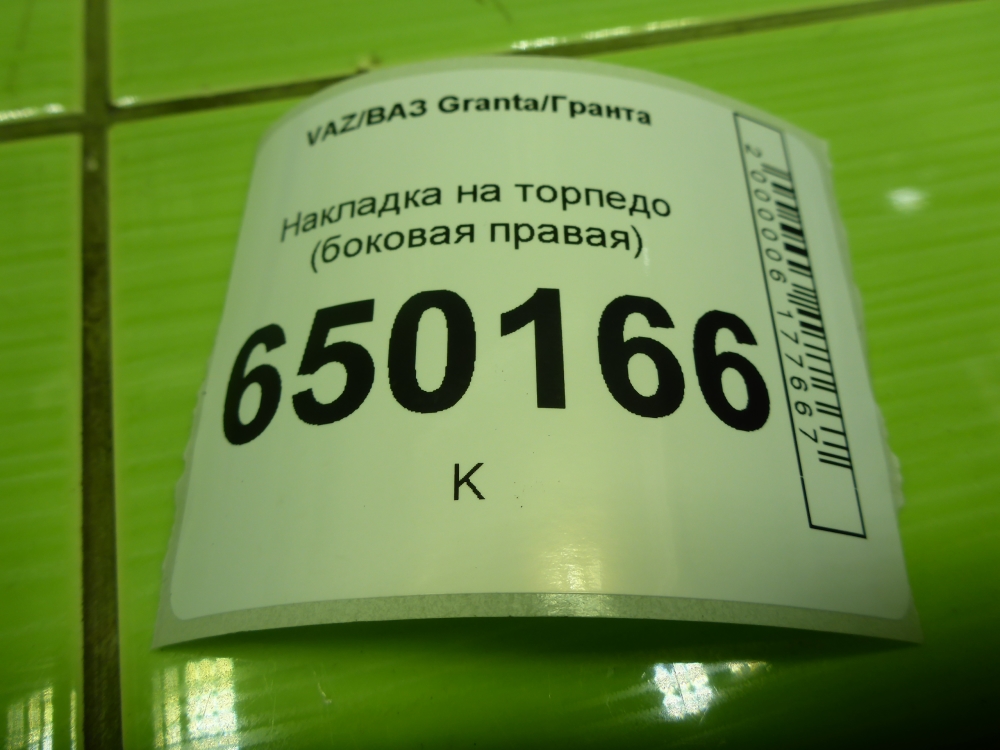 VAZ/ВАЗ Granta/Гранта
Накладка на торпедо
(боковая правая)
650166
К
2000006177667